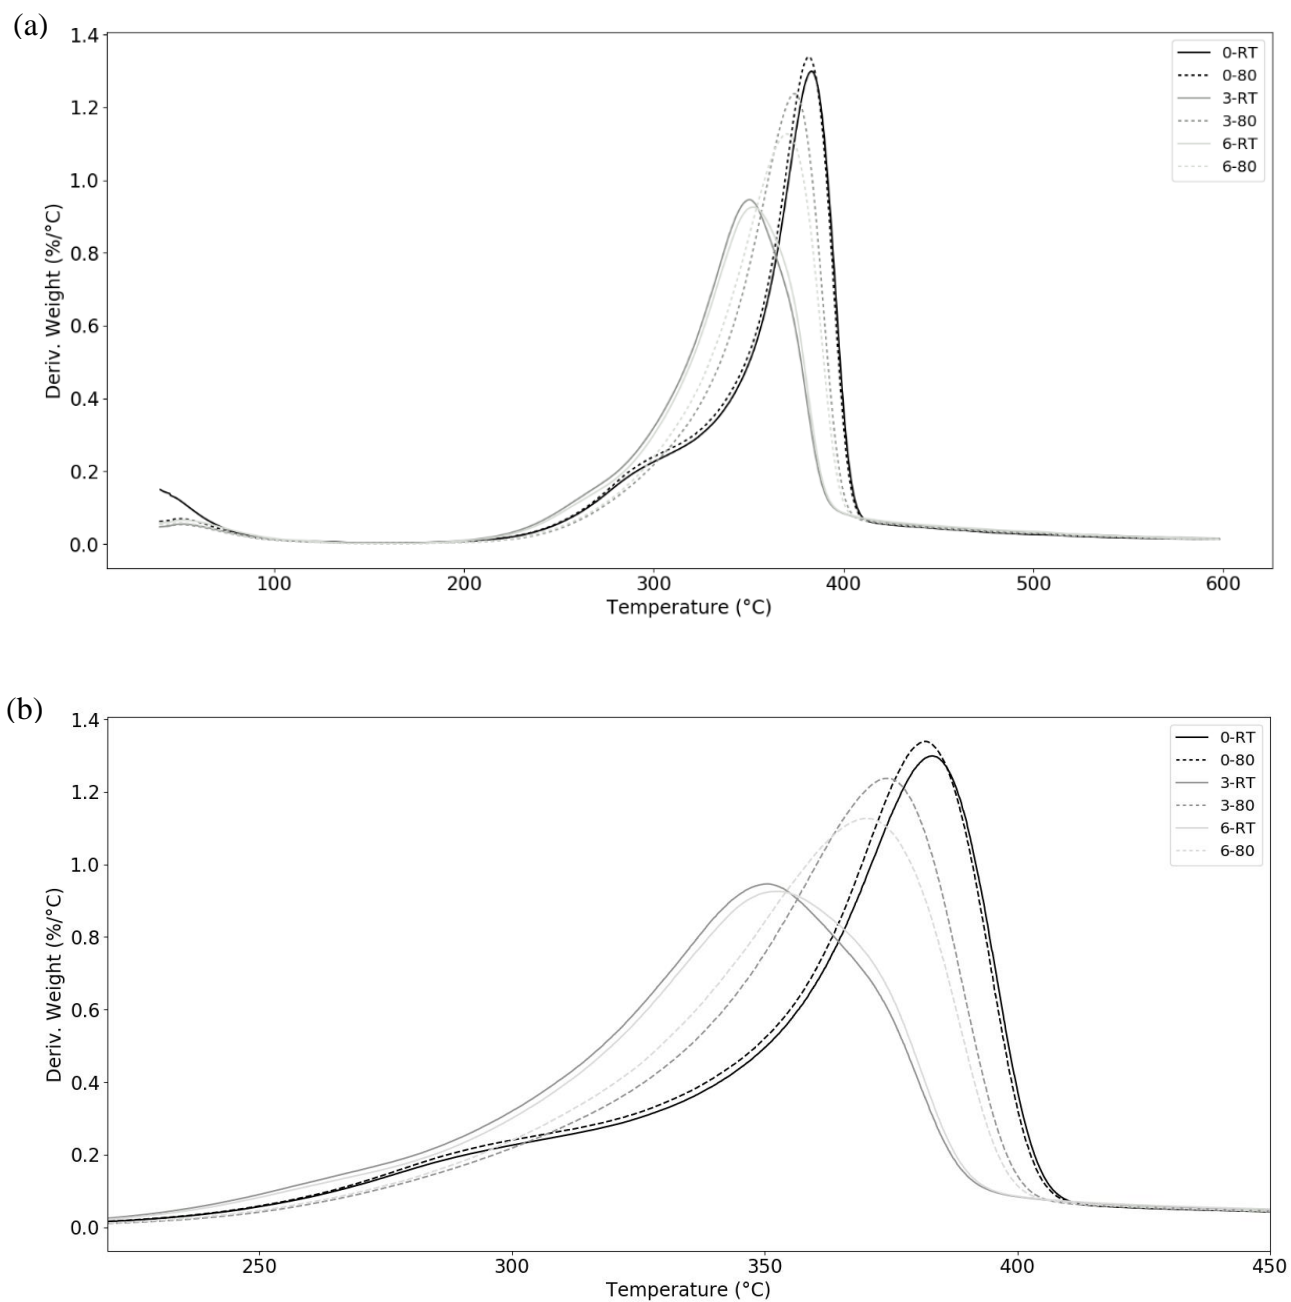 (a)
1.4
1.2
1.0
0.8
0.6
0.4
0.2
0.0
Deriv. Weight (%/°C)
0-RT
0-80
3-RT
3-80
6-RT
6-80
100 200 300 400 500 600
Temperature (°C)
(b)
1.4
1.2
1.0
0.8
0.6
0.4
0.2
0.0
Deriv. Weight (%/°C)
0-RT
0-80
3-RT
3-80
6-RT
6-80
250 300 350 400 450
Temperature (°C)